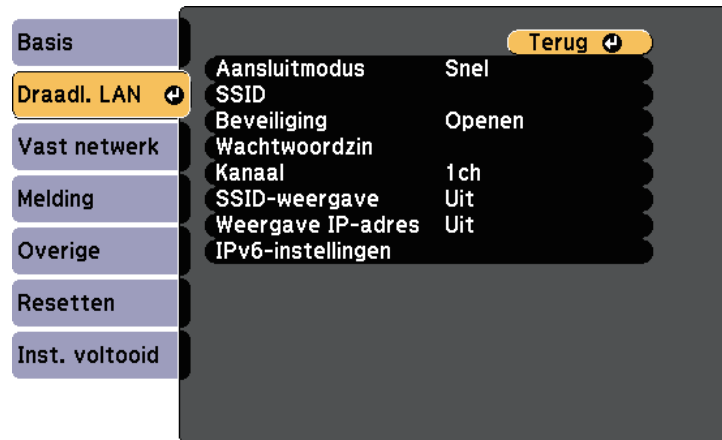 Basis
Draadl. LAN
Vast netwerk
Melding
Overige
Resetten
Inst. voltooid
Terug
Aansluitmodus Snel
SSID
Beveiliging Openen
Wachtwoordzin
Kanaal 1ch
SSID-weergave Uit
Weergave IP-adres Uit
IPv6-instellingen